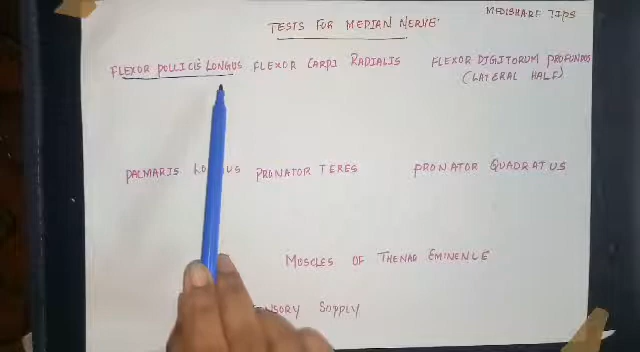 MEDISHARE TIPS
TESTS FOR MEDIAN NERVE
FLEXOR POLLICIS LONGUS FLEXOR CARPI RADIALIS FLEXOR DIGITORUM PROFUNDUS
(LATERAL HALF)
PALMARIS PRONATOR TERES PRONATOR QUADRATUS
MUSCLES OF THENAR EMINENCE
SUPPLY